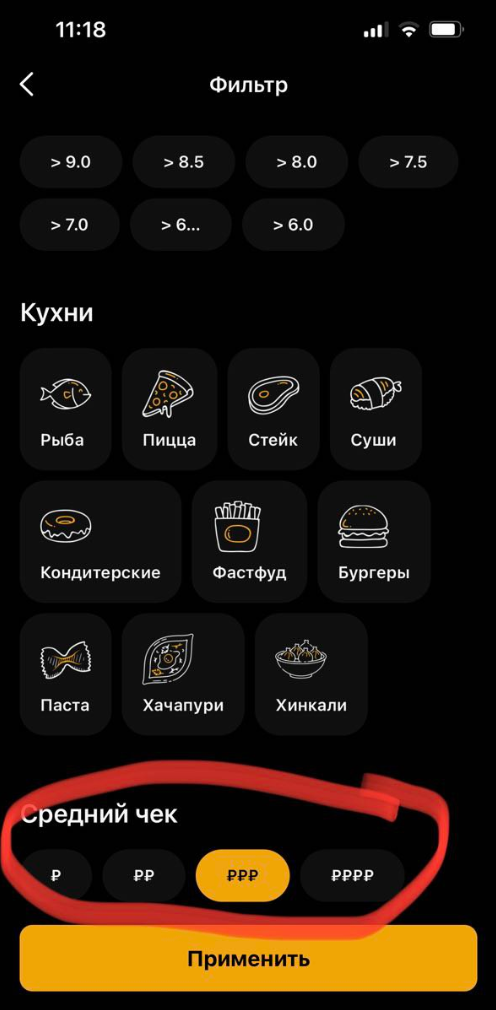 11:18
Фильтр
> 9.0 > 8.5 > 8.0 > 7.5
> 7.0 > 6... > 6.0
Кухни
Рыба Пицца Стейк Суши
Кондитерские Фастфуд Бургеры
Паста Хачапури Хинкали
Средний чек
₽ ₽₽ ₽₽₽ ₽₽₽₽
Применить